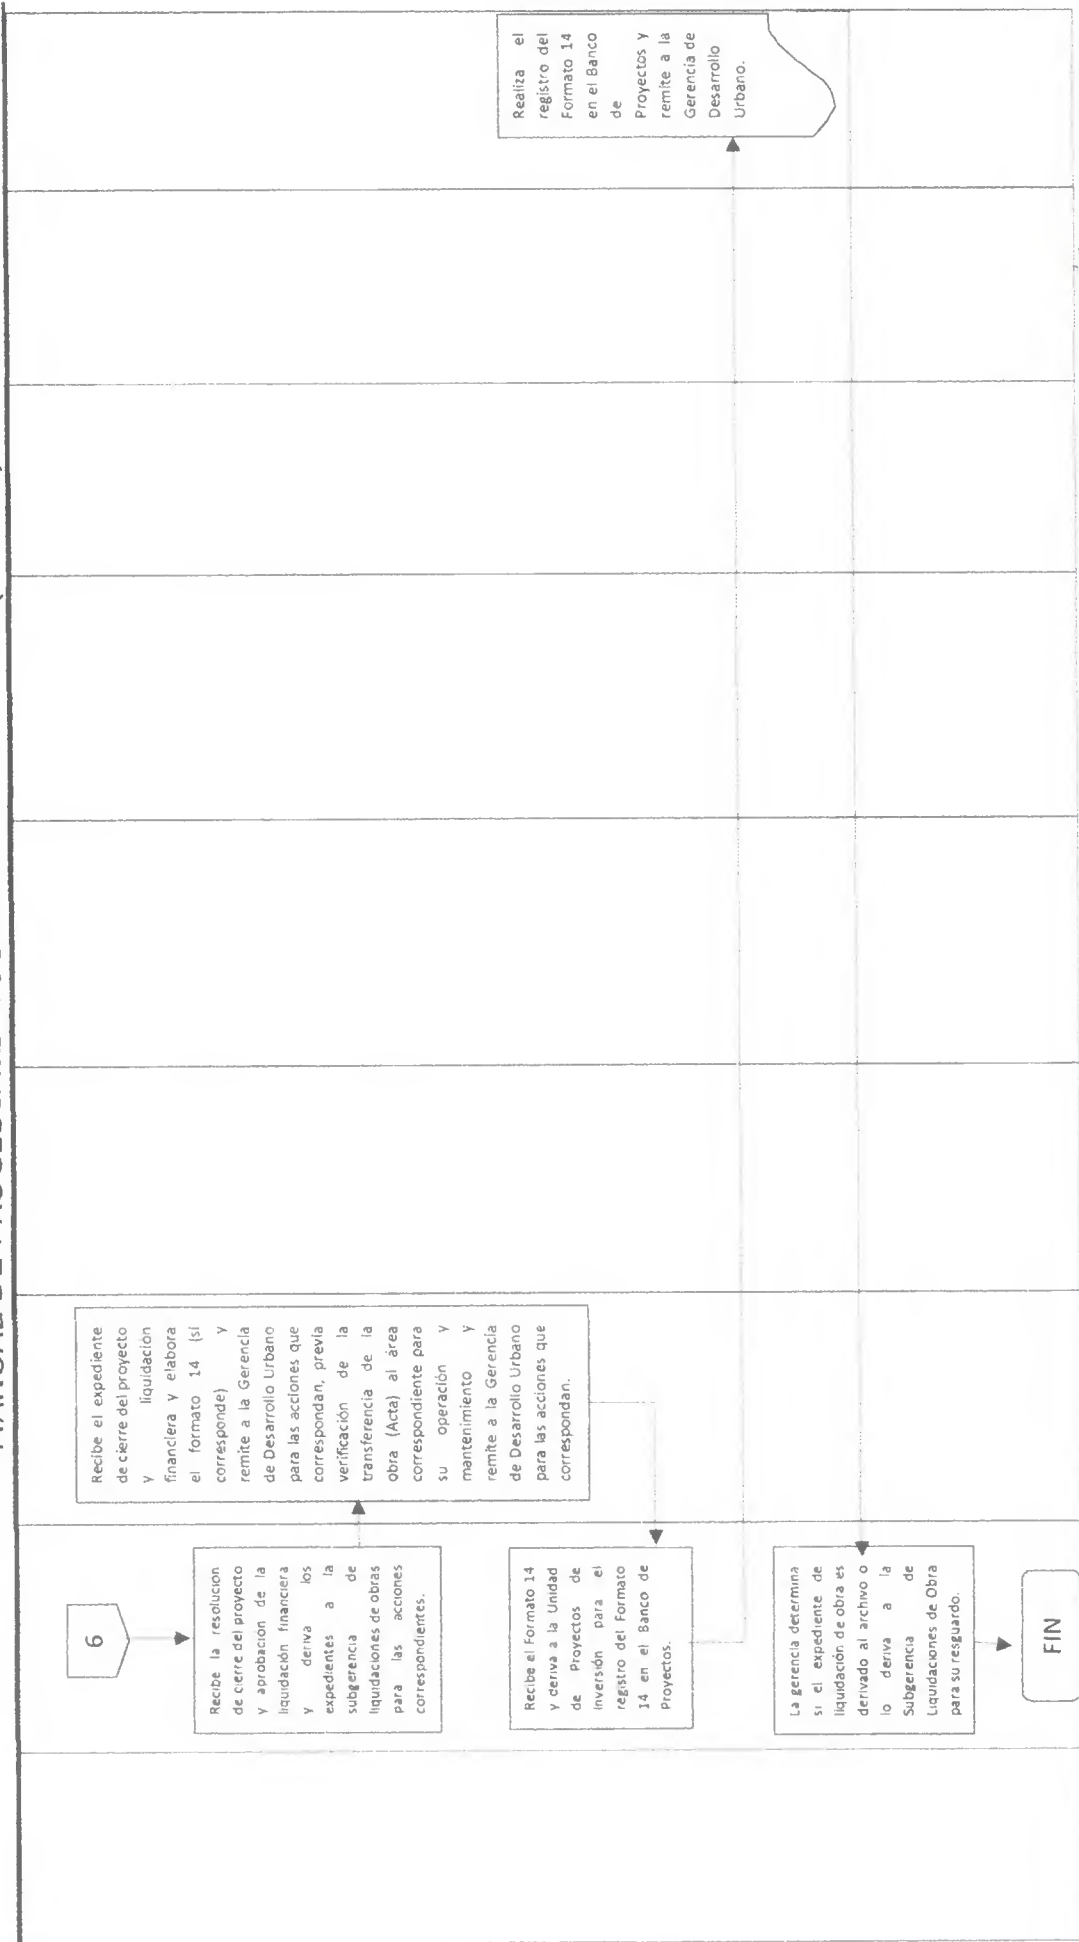 6
Recibe la resolucion
de cierre del proyecto
y aprobación de la
liquidación financiera
y deriva los
expedientes a la
subgerencia de
liquidaciones de obras
para las acciones
correspondientes.
Recibe el expediente
de cierre del proyecto
y liquidación
financiera y elabora
el formato 14 (si
corresponde) y
remite a la Gerencia
de Desarrollo Urbano
para las acciones que
correspondan, previa
verificación de la
transferencia de la
obra (Acta) al área
correspondiente para
su operación y
mantenimiento y
remite a la Gerencia
de Desarrollo Urbano
para las acciones que
correspondan.
Recibe el Formato 14
y deriva a la Unidad
de Proyectos de
Inversión para el
registro del Formato
14 en el Banco de
Proyectos.
Realiza el
registro del
Formato 14
en el Banco
de
Proyectos y
remite a la
Gerencia de
Desarrollo
Urbano.
La gerencia determina
si el expediente de
liquidación de obra es
derivado al archivo o
lo deriva a la
Subgerencia de
Liquidaciones de Obra
para su resguardo.
FIN